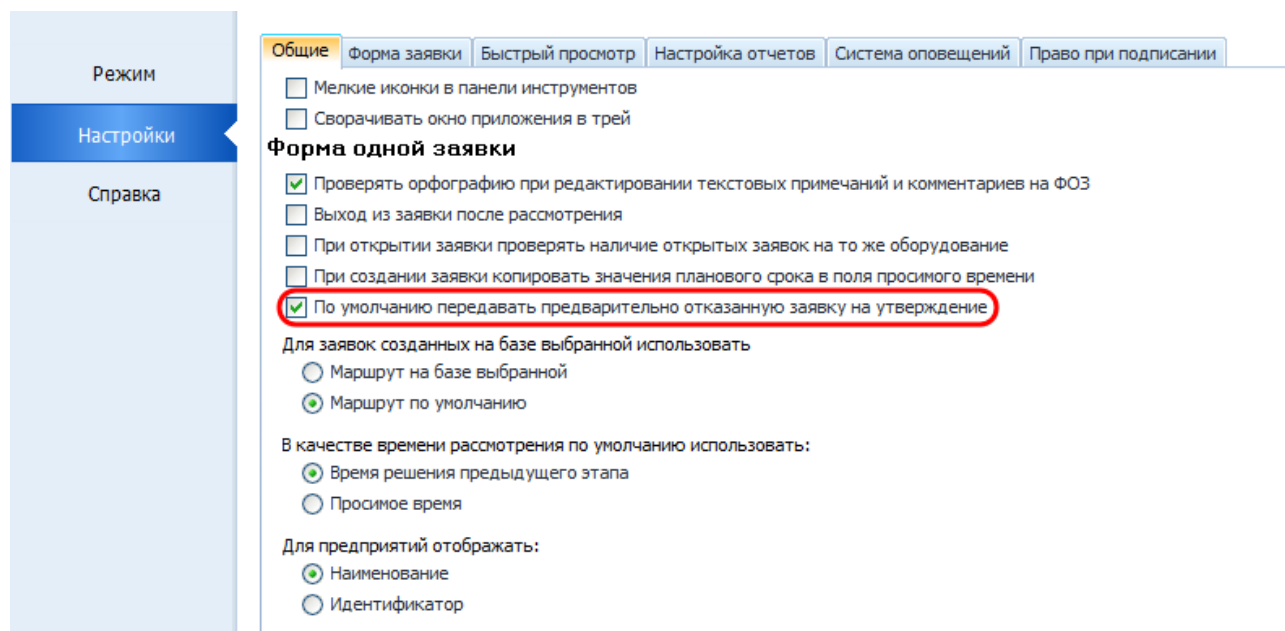 Режим
Настройки
Справка
Общие Форма заявки Быстрый просмотр Настройка отчетов Система оповещений Право при подписании
Мелкие иконки в панели инструментов
Сворачивать окно приложения в трей
Форма одной заявки
Проверять орфографию при редактировании текстовых примечаний и комментариев на ФОЗ
Выход из заявки после рассмотрения
При открытии заявки проверять наличие открытых заявок на то же оборудование
При создании заявки копировать значения планового срока в поля просимого времени
По умолчанию передавать предварительно отказанную заявку на утверждение
Для заявок созданных на базе выбранной использовать
Маршрут на базе выбранной
Маршрут по умолчанию
В качестве времени рассмотрения по умолчанию использовать:
Время решения предыдущего этапа
Просимое время
Для предприятий отображать:
Наименование
Идентификатор